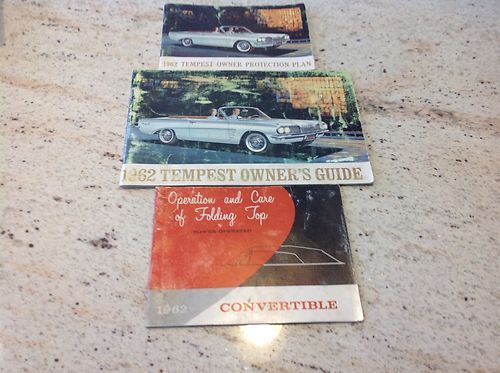 1962 TEMPEST OWNER PROTECTION PLAN
1962 TEMPEST OWNER'S GUIDE
Operation and Care
of Folding Top
POWER OPERATED
1962 CONVERTIBLE